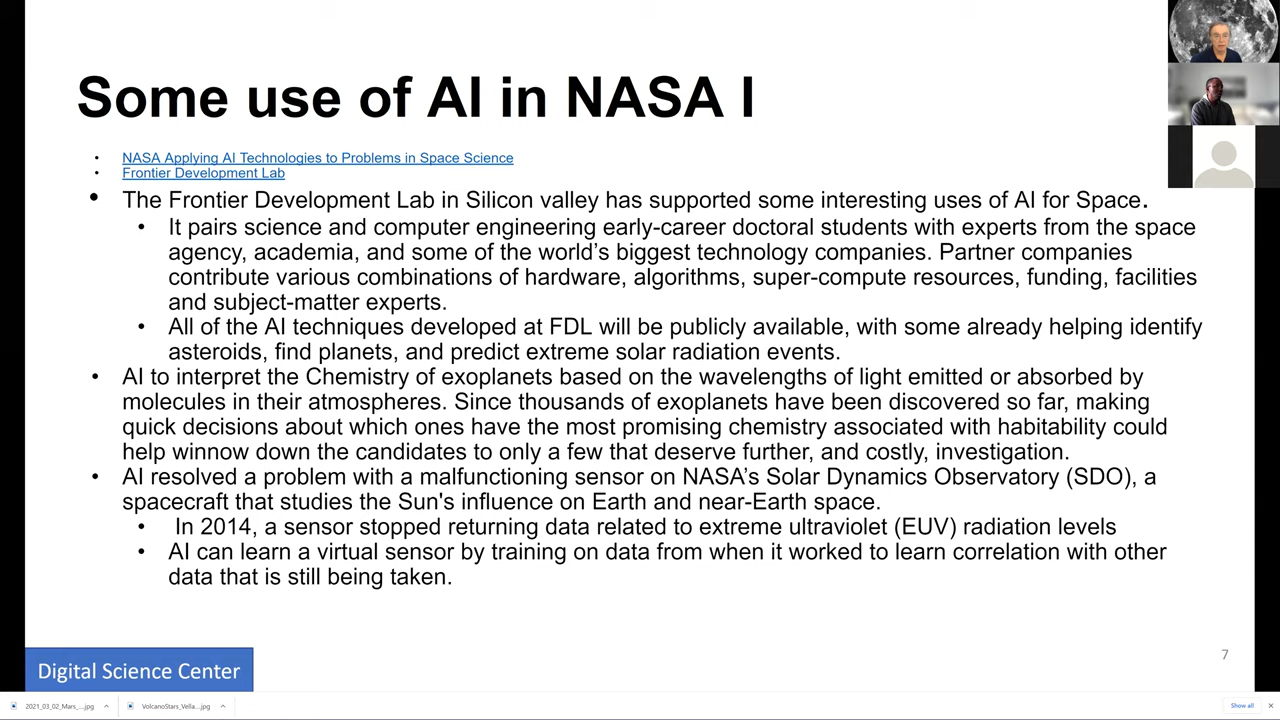 Some use of AI in NASA I
• NASA Applying AI Technologies to Problems in Space Science
• Frontier Development Lab
• The Frontier Development Lab in Silicon valley has supported some interesting uses of AI for Space.
• It pairs science and computer engineering early-career doctoral students with experts from the space
agency, academia, and some of the world’s biggest technology companies. Partner companies
contribute various combinations of hardware, algorithms, super-compute resources, funding, facilities
and subject-matter experts.
• All of the AI techniques developed at FDL will be publicly available, with some already helping identify
asteroids, find planets, and predict extreme solar radiation events.
• AI to interpret the Chemistry of exoplanets based on the wavelengths of light emitted or absorbed by
molecules in their atmospheres. Since thousands of exoplanets have been discovered so far, making
quick decisions about which ones have the most promising chemistry associated with habitability could
help winnow down the candidates to only a few that deserve further, and costly, investigation.
• AI resolved a problem with a malfunctioning sensor on NASA’s Solar Dynamics Observatory (SDO), a
spacecraft that studies the Sun's influence on Earth and near-Earth space.
• In 2014, a sensor stopped returning data related to extreme ultraviolet (EUV) radiation levels
• AI can learn a virtual sensor by training on data from when it worked to learn correlation with other
data that is still being taken.
7
Digital Science Center
2021_03_02_Mars_....jpg
VolcanoStars_Vella....jpg
Show all